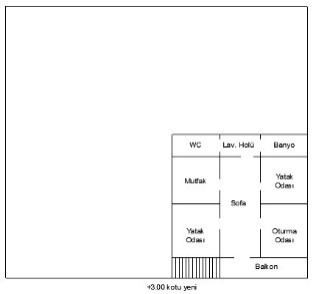 WC
Lav. Holü
Banyo
Mutfak
Yatak
Odası
Sofa
Yatak
Odası
Oturma
Odası
Balkon
+3.00 kotu yeni